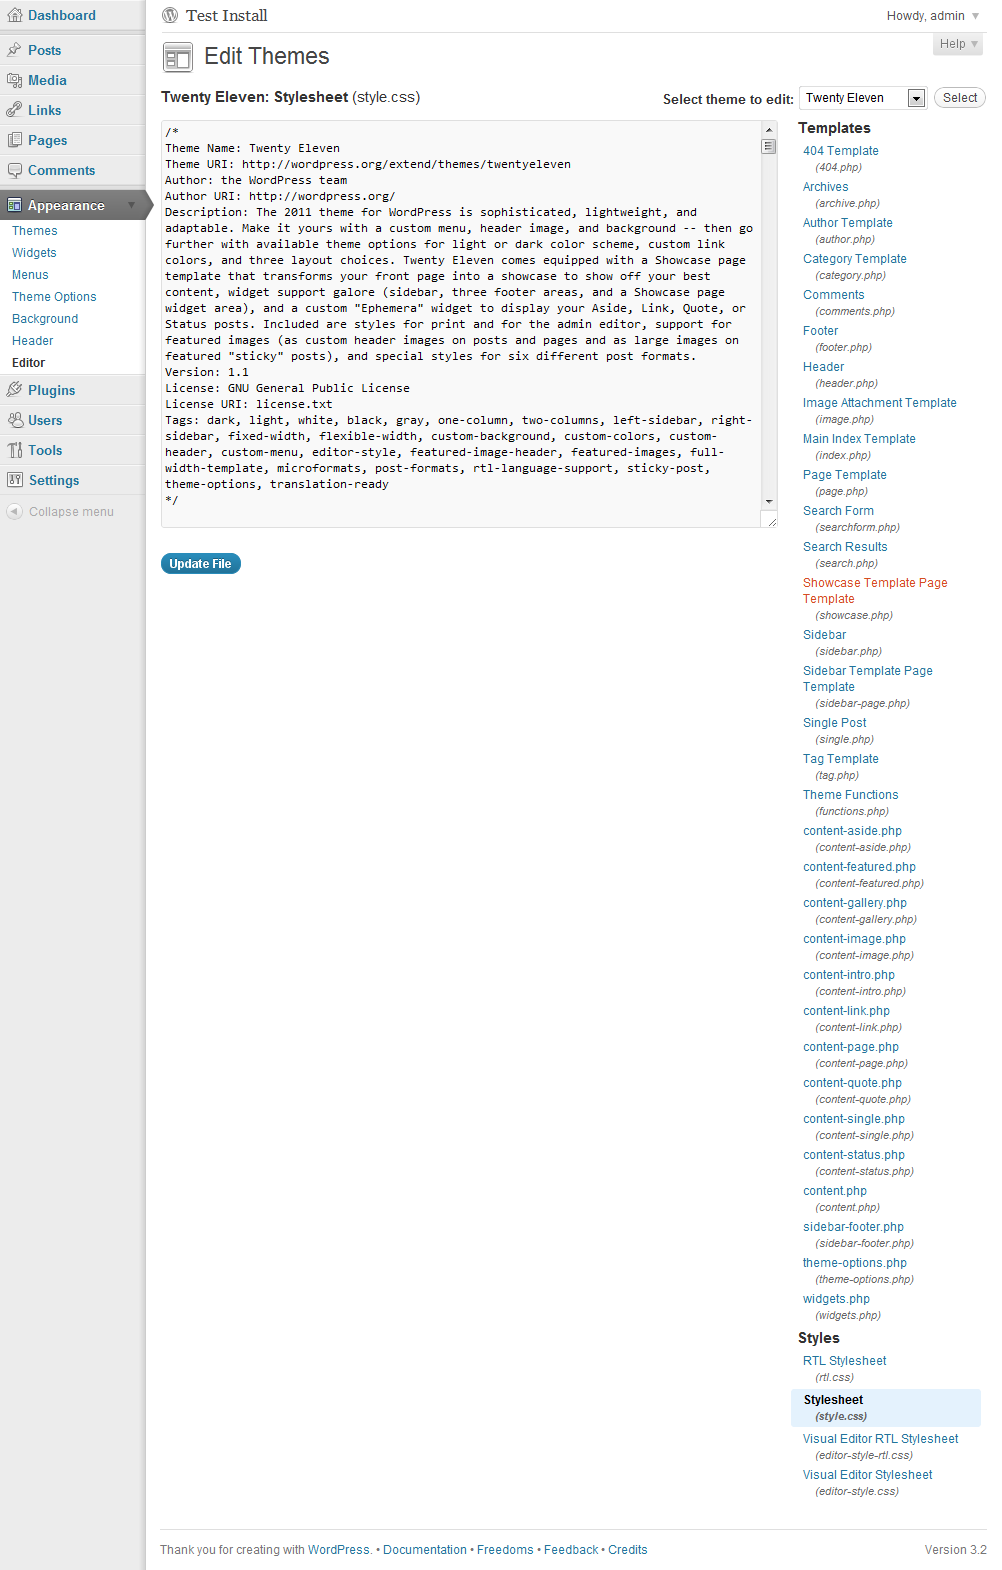 Dashboard
Posts
Media
Links
Pages
Comments
Appearance
Themes
Widgets
Menus
Theme Options
Background
Header
Editor
Plugins
Users
Tools
Settings
Collapse menu
Test Install
Howdy, admin
Help
Edit Themes
Twenty Eleven: Stylesheet (style.css)
Select theme to edit: Twenty Eleven Select
/*
Theme Name: Twenty Eleven
Theme URI: http://wordpress.org/extend/themes/twentyeleven
Author: the WordPress team
Author URI: http://wordpress.org/
Description: The 2011 theme for WordPress is sophisticated, lightweight, and
adaptable. Make it yours with a custom menu, header image, and background -- then go
further with available theme options for light or dark color scheme, custom link
colors, and three layout choices. Twenty Eleven comes equipped with a Showcase page
template that transforms your front page into a showcase to show off your best
content, widget support galore (sidebar, three footer areas, and a Showcase page
widget area), and a custom "Ephemera" widget to display your Aside, Link, Quote, or
Status posts. Included are styles for print and for the admin editor, support for
featured images (as custom header images on posts and pages and as large images on
featured "sticky" posts), and special styles for six different post formats.
Version: 1.1
License: GNU General Public License
License URI: license.txt
Tags: dark, light, white, black, gray, one-column, two-columns, left-sidebar, right-
sidebar, fixed-width, flexible-width, custom-background, custom-colors, custom-
header, custom-menu, editor-style, featured-image-header, featured-images, full-
width-template, microformats, post-formats, rtl-language-support, sticky-post,
theme-options, translation-ready
*/
Update File
Templates
404 Template
(404.php)
Archives
(archive.php)
Author Template
(author.php)
Category Template
(category.php)
Comments
(comments.php)
Footer
(footer.php)
Header
(header.php)
Image Attachment Template
(image.php)
Main Index Template
(index.php)
Page Template
(page.php)
Search Form
(searchform.php)
Search Results
(search.php)
Showcase Template Page
Template
(showcase.php)
Sidebar
(sidebar.php)
Sidebar Template Page
Template
(sidebar-page.php)
Single Post
(single.php)
Tag Template
(tag.php)
Theme Functions
(functions.php)
content-aside.php
(content-aside.php)
content-featured.php
(content-featured.php)
content-gallery.php
(content-gallery.php)
content-image.php
(content-image.php)
content-intro.php
(content-intro.php)
content-link.php
(content-link.php)
content-page.php
(content-page.php)
content-quote.php
(content-quote.php)
content-single.php
(content-single.php)
content-status.php
(content-status.php)
content.php
(content.php)
sidebar-footer.php
(sidebar-footer.php)
theme-options.php
(theme-options.php)
widgets.php
(widgets.php)
Styles
RTL Stylesheet
(rtl.css)
Stylesheet
(style.css)
Visual Editor RTL Stylesheet
(editor-style-rtl.css)
Visual Editor Stylesheet
(editor-style.css)
Thank you for creating with WordPress. • Documentation • Freedoms • Feedback • Credits
Version 3.2